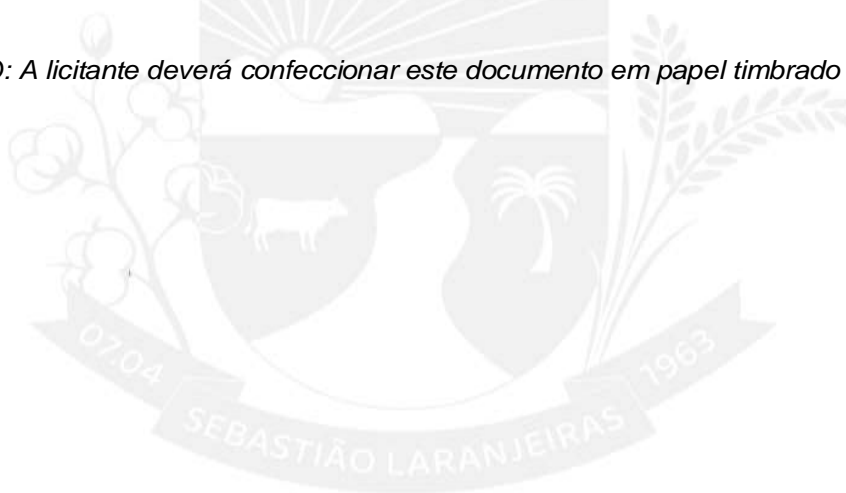 : A licitante deverá confeccionar este documento em papel timbrado
07.04
1963
SEBASTIÃO LARANJEIRAS